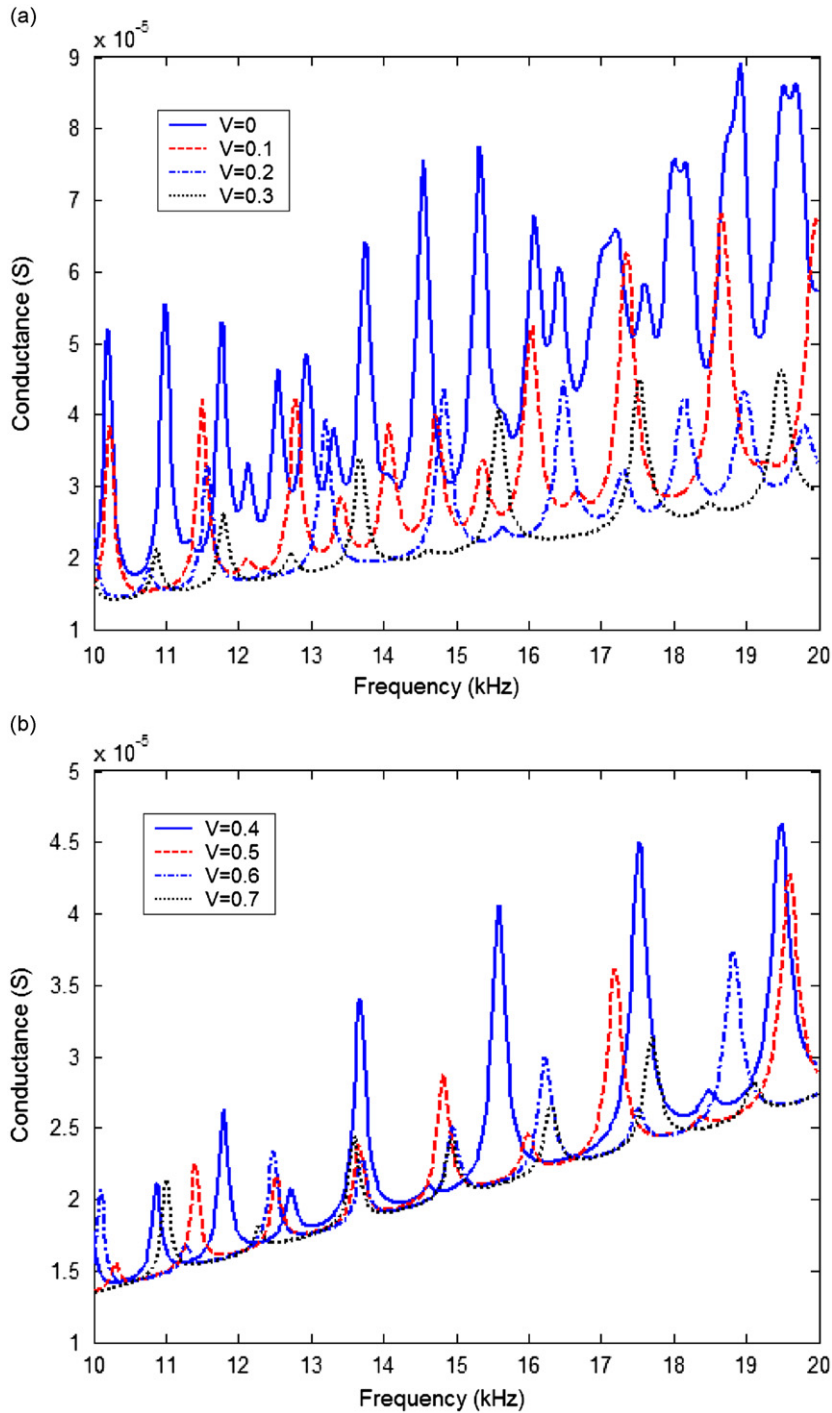 (a)
x 10⁻⁵
9
8
7
6
5
4
3
2
1
Conductance (S)
V=0
V=0.1
V=0.2
V=0.3
10 11 12 13 14 15 16 17 18 19 20
Frequency (kHz)
(b)
x 10⁻⁵
5
4.5
4
3.5
3
2.5
2
1.5
1
Conductance (S)
V=0.4
V=0.5
V=0.6
V=0.7
10 11 12 13 14 15 16 17 18 19 20
Frequency (kHz)